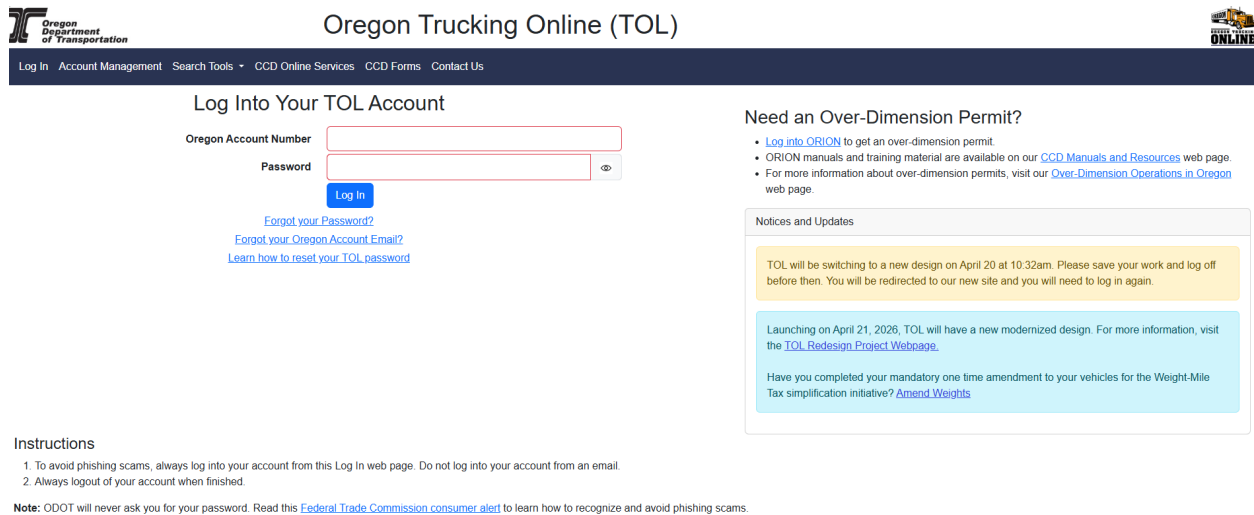 Oregon
Department
of Transportation
Oregon Trucking Online (TOL)
OREGON TRUCKING
ONLINE
Log In Account Management Search Tools CCD Online Services CCD Forms Contact Us
Log Into Your TOL Account
Oregon Account Number
Password
Log In
Forgot your Password?
Forgot your Oregon Account Email?
Learn how to reset your TOL password
Need an Over-Dimension Permit?
• Log into ORION to get an over-dimension permit.
• ORION manuals and training material are available on our CCD Manuals and Resources web page.
• For more information about over-dimension permits, visit our Over-Dimension Operations in Oregon
web page.
Notices and Updates
TOL will be switching to a new design on April 20 at 10:32am. Please save your work and log off
before then. You will be redirected to our new site and you will need to log in again.
Launching on April 21, 2026, TOL will have a new modernized design. For more information, visit
the TOL Redesign Project Webpage.
Have you completed your mandatory one time amendment to your vehicles for the Weight-Mile
Tax simplification initiative? Amend Weights
Instructions
1. To avoid phishing scams, always log into your account from this Log In web page. Do not log into your account from an email.
2. Always logout of your account when finished.
Note: ODOT will never ask you for your password. Read this Federal Trade Commission consumer alert to learn how to recognize and avoid phishing scams.